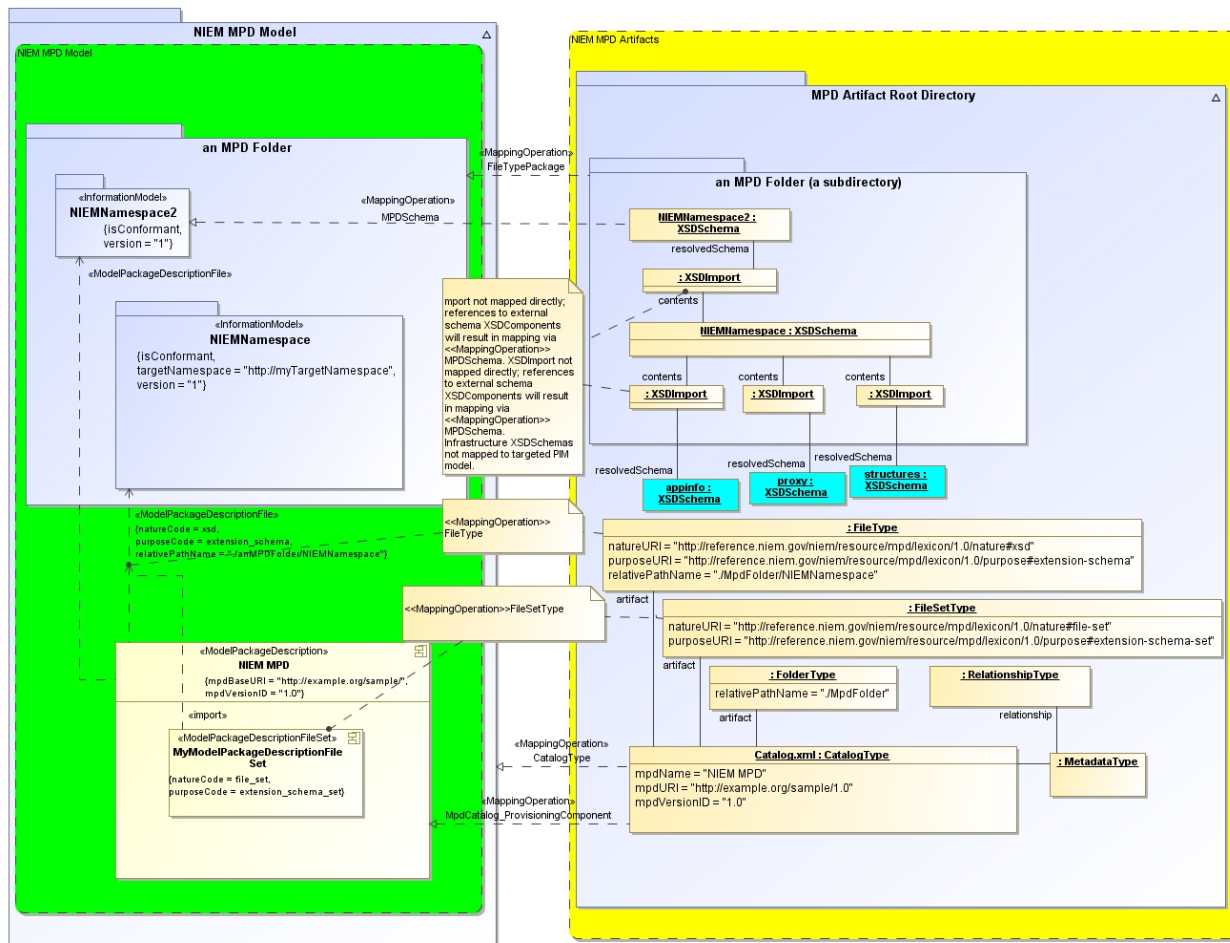 NIEM MPD Model
NIEM MPD Model
an MPD Folder
«InformationModel»
NIEMNamespace2
{isConformant,
version = "1"}
«ModelPackageDescriptionFile»
«InformationModel»
NIEMNamespace
{isConformant,
targetNamespace = "http://myTargetNamespace",
version = "1"}
«ModelPackageDescriptionFile»
{natureCode = xsd,
purposeCode = extension_schema,
relativePathName = "./anMPDFolder/NIEMNamespace"}
«ModelPackageDescription»
NIEM MPD
{mpdBaseURI = "http://example.org/sample/",
mpdVersionID = "1.0"}
«import»
«ModelPackageDescriptionFileSet»
MyModelPackageDescriptionFile
Set
{natureCode = file_set,
purposeCode = extension_schema_set}
«MappingOperation»
FileTypePackage
«MappingOperation»
MPDSchema
mport not mapped directly;
references to external
schema XSDComponents
will result in mapping via
<<MappingOperation>>
MPDSchema. XSDImport not
mapped directly; references
to external schema
XSDComponents will result
in mapping via
<<MappingOperation>>
MPDSchema.
Infrastructure XSDSchemas
not mapped to targeted PIM
model.
<<MappingOperation>>
FileType
<<MappingOperation>>FileSetType
«MappingOperation»
CatalogType
«MappingOperation»
MpdCatalog_ProvisioningComponent
NIEM MPD Artifacts
MPD Artifact Root Directory
an MPD Folder (a subdirectory)
NIEMNamespace2 :
XSDSchema
resolvedSchema
: XSDImport
contents
NIEMNamespace : XSDSchema
contents
contents
contents
: XSDImport
: XSDImport
: XSDImport
resolvedSchema
resolvedSchema
resolvedSchema
appinfo :
XSDSchema
proxy :
XSDSchema
structures :
XSDSchema
: FileType
natureURI = "http://reference.niem.gov/niem/resource/mpd/lexicon/1.0/nature#xsd"
purposeURI = "http://reference.niem.gov/niem/resource/mpd/lexicon/1.0/purpose#extension-schema"
relativePathName = "./MpdFolder/NIEMNamespace"
artifact
: FileSetType
natureURI = "http://reference.niem.gov/niem/resource/mpd/lexicon/1.0/nature#file-set"
purposeURI = "http://reference.niem.gov/niem/resource/mpd/lexicon/1.0/purpose#extension-schema-set"
artifact
: FolderType
relativePathName = "./MpdFolder"
artifact
: RelationshipType
relationship
Catalog.xml : CatalogType
mpdName = "NIEM MPD"
mpdURI = "http://example.org/sample/1.0"
mpdVersionID = "1.0"
: MetadataType